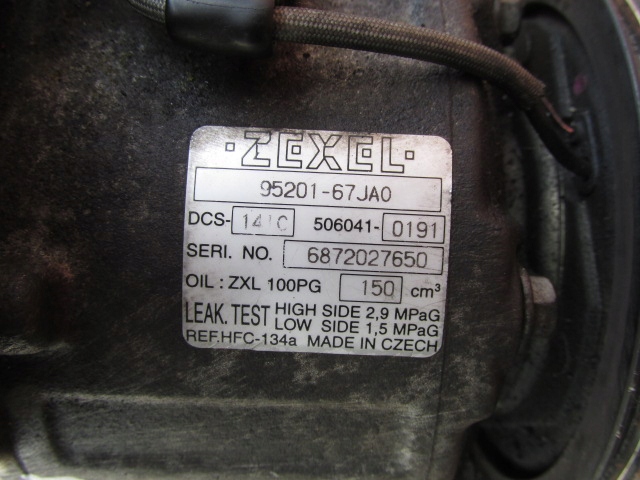 ·ZEXEL·
95201-67JA0
DCS-141C 506041-0191
SERI. NO. 6872027650
OIL : ZXL 100PG 150 cm³
LEAK. TEST HIGH SIDE 2,9 MPaG
LOW SIDE 1,5 MPaG
REF.HFC-134a MADE IN CZECH